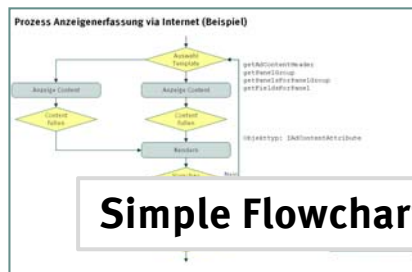 Prozess Anzeigenerfassung via Internet (Beispiel)
Auswahl
Template
getAdContentHeader
getPanelGroup
getPanelsForPanelGroup
getFieldsForPanel
Anzeige Content
Anzeige Content
Content
füllen
Content
füllen
Objekttyp: IAdContentAttribute
Rendern
Simple Flowchar